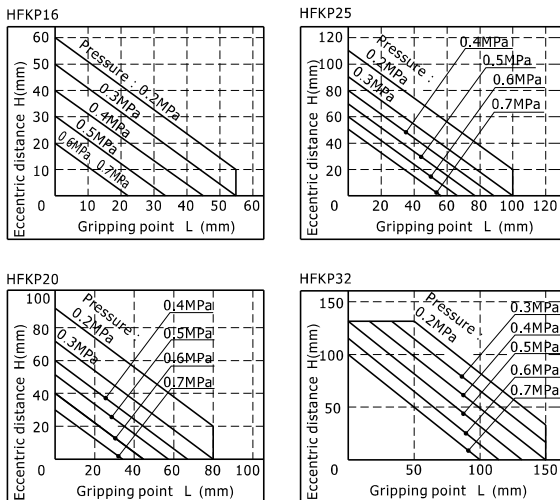 HFKP16
60
50
40
30
20
10
Eccentric distance H(mm)
Pressure : 0.2MPa
0.3MPa
0.4MPa
0.5MPa
0.6MPa, 0.7MPa
0 10 20 30 40 50 60
Gripping point L (mm)
HFKP25
120
100
80
60
40
20
Eccentric distance H(mm)
Pressure :
0.2MPa
0.3MPa
0.4MPa
0.5MPa
0.6MPa
0.7MPa
0 20 40 60 80 100 120
Gripping point L (mm)
HFKP20
100
80
60
40
20
0
Eccentric distance H(mm)
Pressure :
0.2MPa
0.3MPa
0.4MPa
0.5MPa
0.6MPa
0.7MPa
0 20 40 60 80 100
Gripping point L (mm)
HFKP32
150
100
50
Eccentric distance H(mm)
Pressure :
0.2MPa
0.3MPa
0.4MPa
0.5MPa
0.6MPa
0.7MPa
0 50 100 150
Gripping point L (mm)